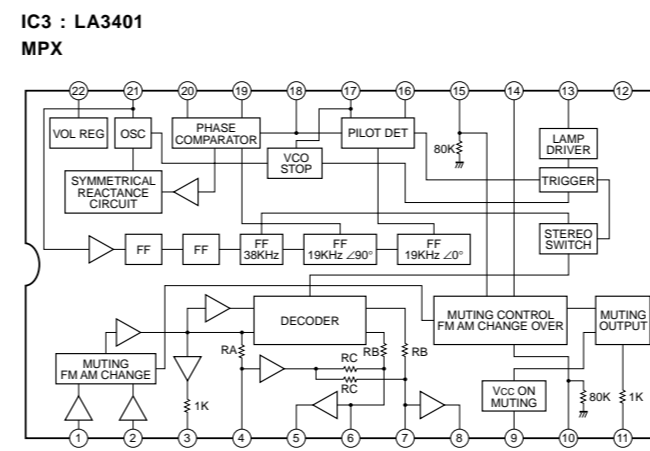 IC3 : LA3401
MPX
22 21 20 19 18 17 16 15 14 13 12
VOL REG
OSC
PHASE
COMPARATOR
PILOT DET
80K
LAMP
DRIVER
VCO
STOP
SYMMETRICAL
REACTANCE
CIRCUIT
TRIGGER
STEREO
SWITCH
FF
FF
FF
38KHz
FF
19KHz ∠90°
FF
19KHz ∠0°
DECODER
MUTING CONTROL
FM AM CHANGE OVER
MUTING
OUTPUT
RA
RB
RB
RC
RC
MUTING
FM AM CHANGE
1K
VCC ON
MUTING
80K
1K
1 2 3 4 5 6 7 8 9 10 11